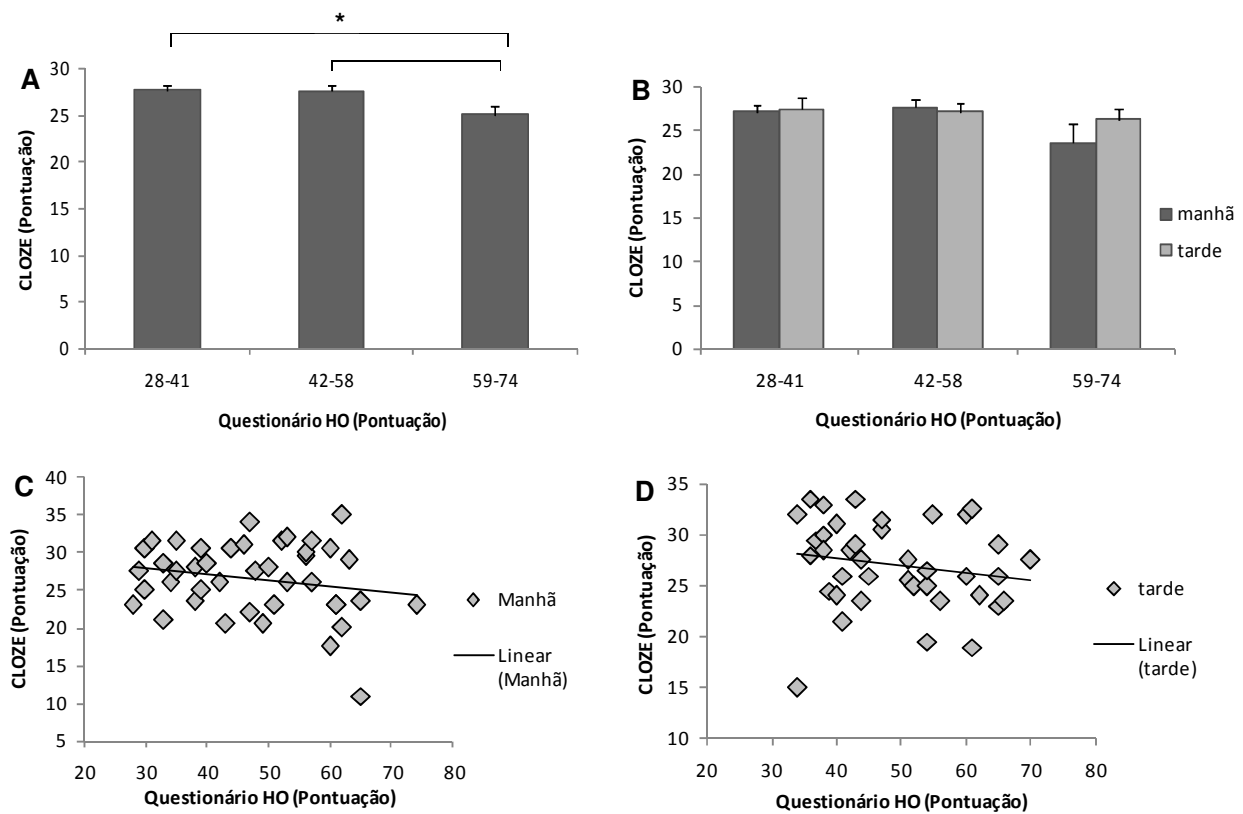 *
A
30
25
20
15
10
5
0
CLOZE (Pontuação)
28-41 42-58 59-74
Questionário HO (Pontuação)
B
30
25
20
15
10
5
0
CLOZE (Pontuação)
28-41 42-58 59-74
Questionário HO (Pontuação)
manhã
tarde
C
40
35
30
25
20
15
10
5
CLOZE (Pontuação)
20 30 40 50 60 70 80
Questionário HO (Pontuação)
Manhã
Linear
(Manhã)
D
35
30
25
20
15
10
CLOZE (Pontuação)
20 30 40 50 60 70 80
Questionário HO (Pontuação)
tarde
Linear
(tarde)